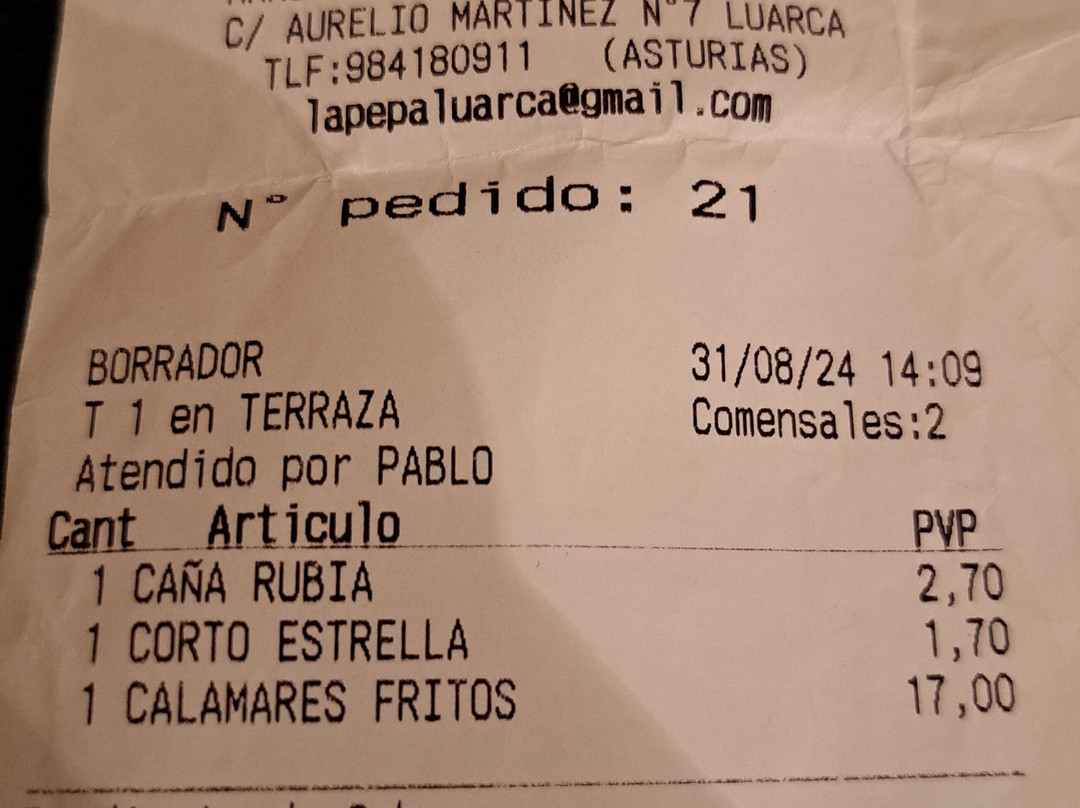 C/ AURELIO MARTINEZ Nº7 LUARCA
TLF:984180911 (ASTURIAS)
lapepaluarca@gmail.com
Nº pedido: 21
BORRADOR 31/08/24 14:09
T 1 en TERRAZA Comensales:2
Atendido por PABLO
Cant Articulo PVP
1 CAÑA RUBIA 2,70
1 CORTO ESTRELLA 1,70
1 CALAMARES FRITOS 17,00